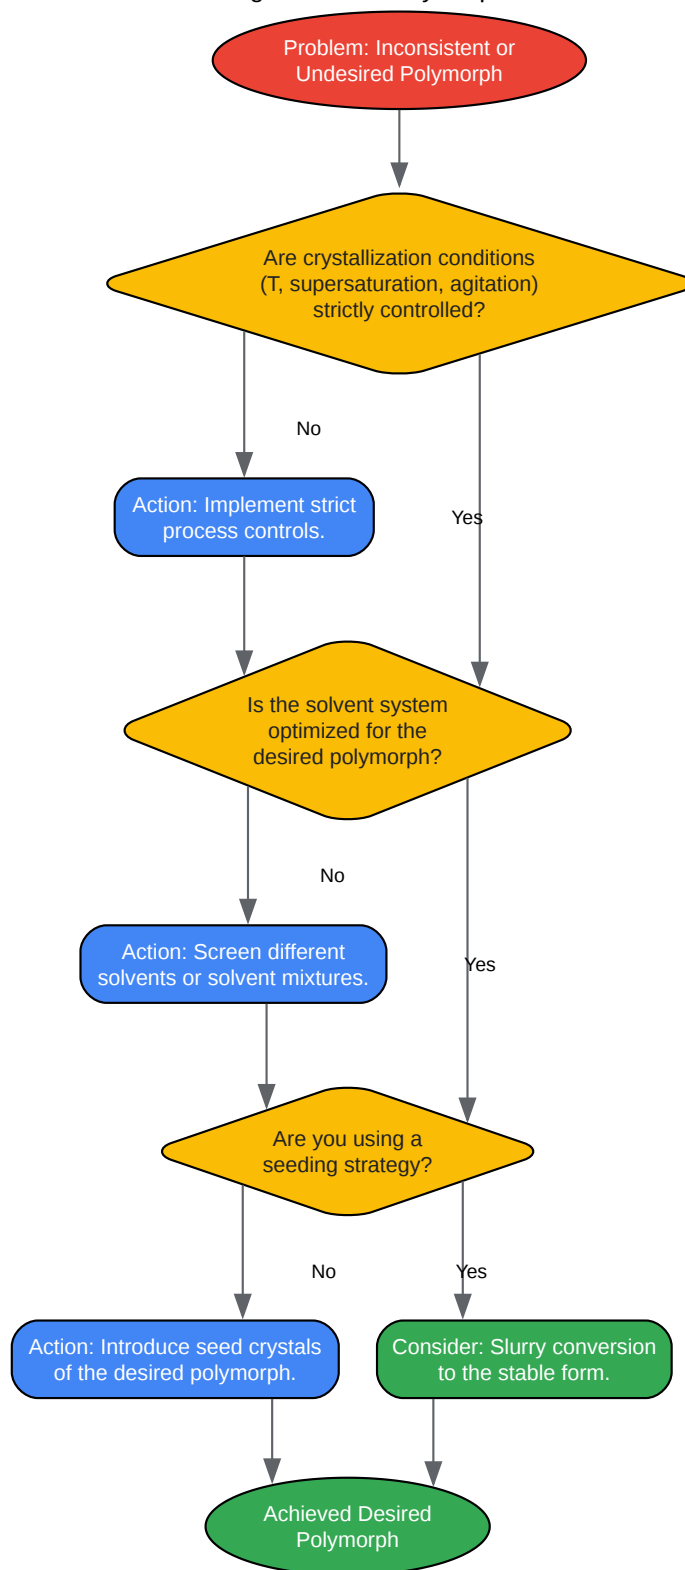 Problem: Inconsistent or
Undesired Polymorph
Are crystallization conditions
(T, supersaturation, agitation)
strictly controlled?
No
Action: Implement strict
process controls.
Yes
Is the solvent system
optimized for the
desired polymorph?
No
Action: Screen different
solvents or solvent mixtures.
Yes
Are you using a
seeding strategy?
No
Yes
Action: Introduce seed crystals
of the desired polymorph.
Consider: Slurry conversion
to the stable form.
Achieved Desired
Polymorph